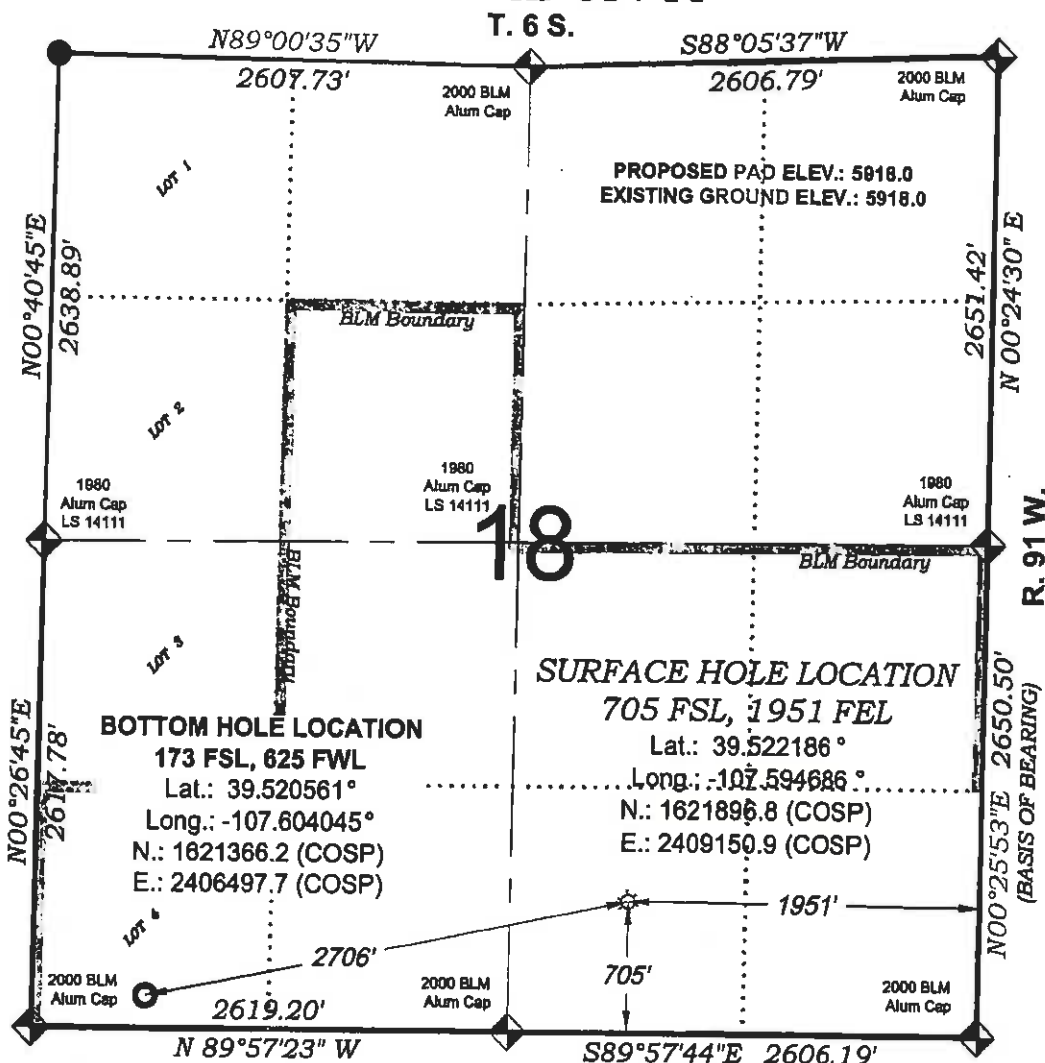 T. 6 S.
N89°00'35"W
2607.73'
S88°05'37"W
2606.79'
2000 BLM
Alum Cap
2000 BLM
Alum Cap
LOT 1
PROPOSED PAD ELEV.: 5918.0
EXISTING GROUND ELEV.: 5918.0
N00°40'45"E
2638.89'
2651.42'
N 00°24'30" E
BLM Boundary
LOT 2
1980
Alum Cap
LS 14111
1980
Alum Cap
LS 14111
1980
Alum Cap
LS 14111
18
BLM Boundary
BLM Boundary
R. 91 W.
LOT 3
SURFACE HOLE LOCATION
705 FSL, 1951 FEL
Lat.: 39.522186°
Long.: -107.594686°
N.: 1621896.8 (COSP)
E.: 2409150.9 (COSP)
BOTTOM HOLE LOCATION
173 FSL, 625 FWL
Lat.: 39.520561°
Long.: -107.604045°
N.: 1621366.2 (COSP)
E.: 2406497.7 (COSP)
N00°26'45"E
2617.78'
N00°25'53"E 2650.50'
(BASIS OF BEARING)
LOT 4
2706'
1951'
705'
2000 BLM
Alum Cap
2000 BLM
Alum Cap
2000 BLM
Alum Cap
2619.20'
N 89°57'23" W
S89°57'44"E 2606.19'